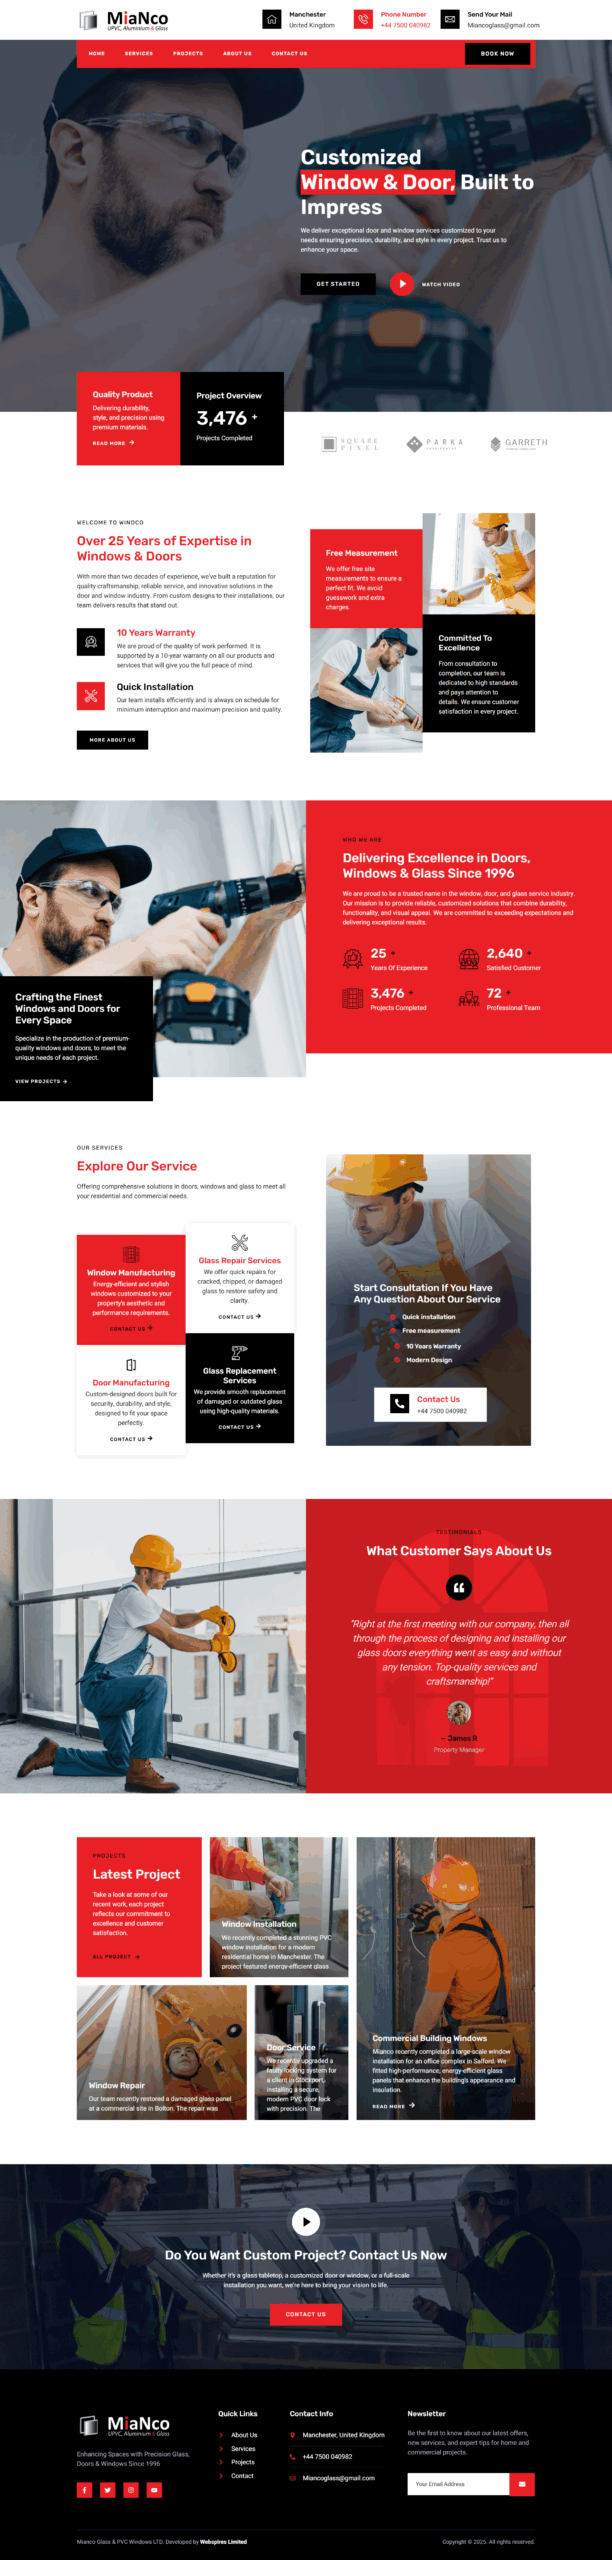 MiaNco
UPVC, Aluminium & Glass
Manchester
United Kingdom
Phone Number
+44 7500 040982
Send Your Mail
Miancoglass@gmail.com
HOME
SERVICES
PROJECTS
ABOUT US
CONTACT US
BOOK NOW
Customized
Window & Door, Built to
Impress
We deliver exceptional door and window services customized to your
needs ensuring precision, durability, and style in every project. Trust us to
enhance your space.
GET STARTED
WATCH VIDEO
Quality Product
Delivering durability,
style, and precision using
premium materials.
READ MORE
Project Overview
3,476 +
Projects Completed
SQUARE
PIXEL
PARKA
GARRETH
WELCOME TO WINDCO
Over 25 Years of Expertise in
Windows & Doors
With more than two decades of experience, we've built a reputation for
quality craftsmanship, reliable service, and innovative solutions in the
door and window industry. From custom designs to their installations, our
team delivers results that stand out.
10 Years Warranty
We are proud of the quality of work performed. It is
supported by a 10-year warranty on all our products and
services that will give you the full peace of mind.
Quick Installation
Our team installs efficiently and is always on schedule for
minimum interruption and maximum precision and quality.
MORE ABOUT US
Free Measurement
We offer free site
measurements to ensure a
perfect fit. We avoid
guesswork and extra
charges.
Committed To
Excellence
From consultation to
completion, our team is
dedicated to high standards
and pays attention to
details. We ensure customer
satisfaction in every project.
WHO WE ARE
Delivering Excellence in Doors,
Windows & Glass Since 1996
We are proud to be a trusted name in the window, door, and glass service industry.
Our mission is to provide reliable, customized solutions that combine durability,
functionality, and visual appeal. We are committed to exceeding expectations and
delivering exceptional results.
25 +
Years Of Experience
2,640 +
Satisfied Customer
3,476 +
Projects Completed
72 +
Professional Team
Crafting the Finest
Windows and Doors for
Every Space
Specialize in the production of premium-
quality windows and doors, to meet the
unique needs of each project.
VIEW PROJECTS
OUR SERVICES
Explore Our Service
Offering comprehensive solutions in doors, windows and glass to meet all
your residential and commercial needs.
Window Manufacturing
Energy-efficient and stylish
windows customized to your
property's aesthetic and
performance requirements.
CONTACT US
Glass Repair Services
We offer quick repairs for
cracked, chipped, or damaged
glass to restore safety and
clarity.
CONTACT US
Door Manufacturing
Custom-designed doors built for
security, durability, and style,
designed to fit your space
perfectly.
CONTACT US
Glass Replacement
Services
We provide smooth replacement
of damaged or outdated glass
using high-quality materials.
CONTACT US
Start Consultation If You Have
Any Question About Our Service
Quick installation
Free measurement
10 Years Warranty
Modern Design
Contact Us
+44 7500 040982
TESTIMONIALS
What Customer Says About Us
"Right at the first meeting with our company, then all
through the process of designing and installing our
glass doors everything went as easy and without
any tension. Top-quality services and
craftsmanship!"
– James R
Property Manager
PROJECTS
Latest Project
Take a look at some of our
recent work, each project
reflects our commitment to
excellence and customer
satisfaction.
ALL PROJECT
Window Installation
We recently completed a stunning PVC
window installation for a modern
residential home in Manchester. The
project featured energy-efficient glass
Window Repair
Our team recently restored a damaged glass panel
at a commercial site in Bolton. The repair was
Door Service
We recently upgraded a
faulty locking system for
a client in Stockport,
installing a secure,
modern PVC door lock
with precision. The
Commercial Building Windows
Mianco recently completed a large-scale window
installation for an office complex in Salford. We
fitted high-performance, energy-efficient glass
panels that enhance the building's appearance and
insulation.
READ MORE
Do You Want Custom Project? Contact Us Now
Whether it's a glass tabletop, a customized door or window, or a full-scale
installation you want, we're here to bring your vision to life.
CONTACT US
MiaNco
UPVC, Aluminium & Glass
Enhancing Spaces with Precision Glass,
Doors & Windows Since 1996
Quick Links
About Us
Services
Projects
Contact
Contact Info
Manchester, United Kingdom
+44 7500 040982
Miancoglass@gmail.com
Newsletter
Be the first to know about our latest offers,
new services, and expert tips for home and
commercial projects.
Your Email Address
Mianco Glass & PVC Windows LTD. Developed by Webspires Limited
Copyright © 2025. All rights reserved.